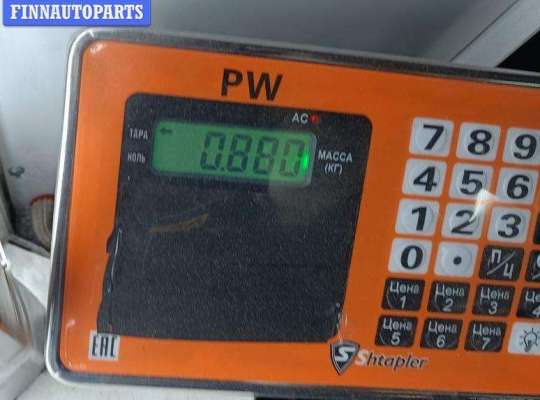 FINNAUTOPARTS
PW
AC
ТАРА
НОЛЬ
0.880
МАССА
(КГ)
7 8 9
4 5 6
1 2 3
0 . П/Ц
Цена 1 Цена 2 Цена 3 Цена
Цена 5 Цена 6 Цена 7
EAC
S Shtapler